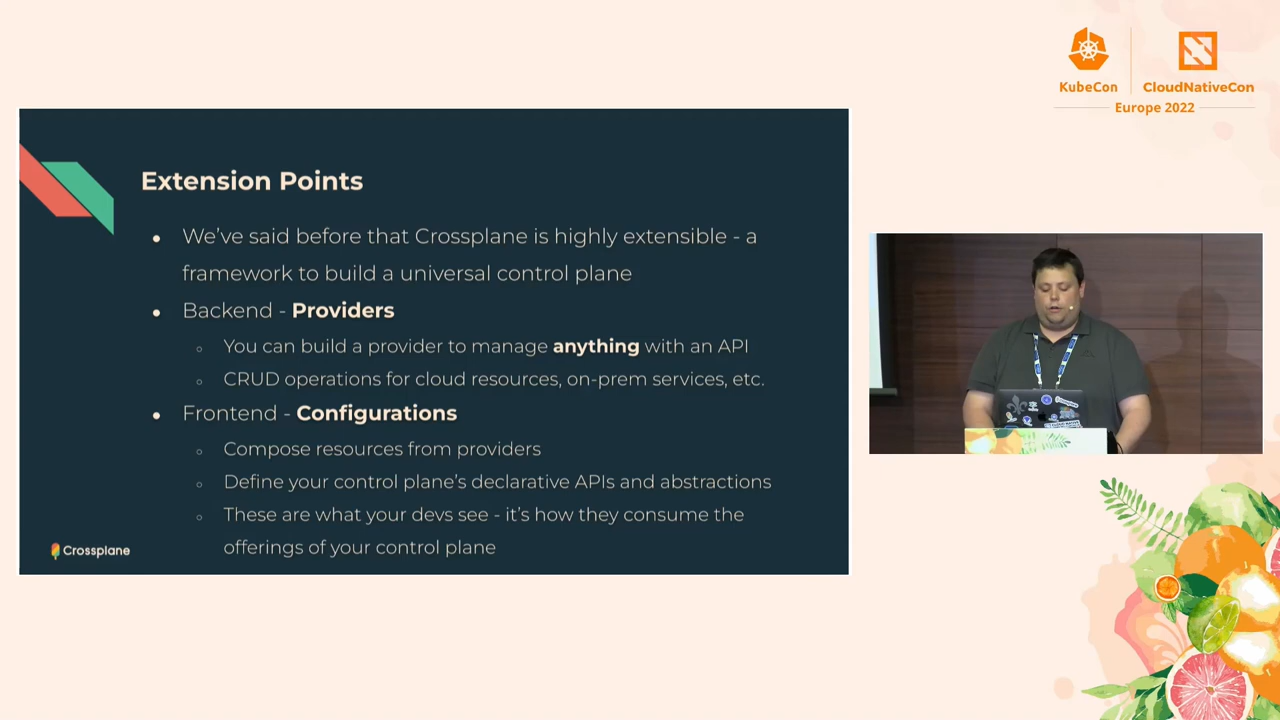 KubeCon
CloudNativeCon
Europe 2022
Extension Points
● We've said before that Crossplane is highly extensible - a
framework to build a universal control plane
● Backend - Providers
○ You can build a provider to manage anything with an API
○ CRUD operations for cloud resources, on-prem services, etc.
● Frontend - Configurations
○ Compose resources from providers
○ Define your control plane's declarative APIs and abstractions
○ These are what your devs see - it's how they consume the
offerings of your control plane
Crossplane